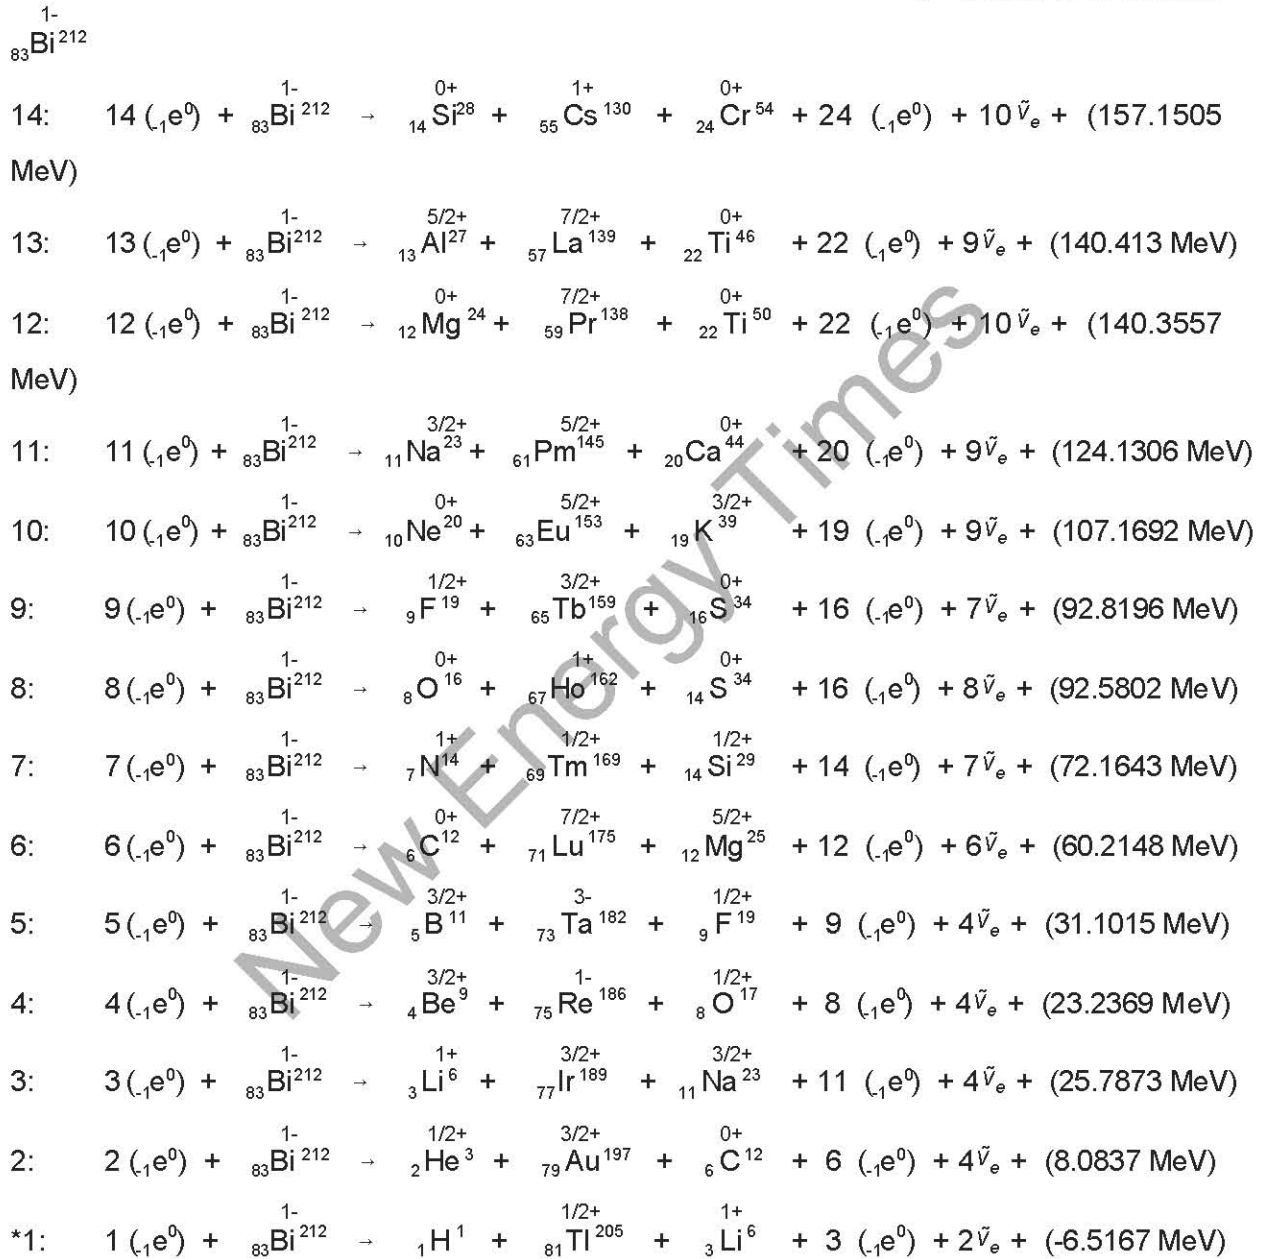 1-
₈₃Bi²¹²
1- 0+ 1+ 0+
14: 14 (₋₁e⁰) + ₈₃Bi²¹² → ₁₄Si²⁸ + ₅₅Cs¹³⁰ + ₂₄Cr⁵⁴ + 24 (₋₁e⁰) + 10 ṽₑ + (157.1505
MeV)
1- 5/2+ 7/2+ 0+
13: 13 (₋₁e⁰) + ₈₃Bi²¹² → ₁₃Al²⁷ + ₅₇La¹³⁹ + ₂₂Ti⁴⁶ + 22 (₋₁e⁰) + 9ṽₑ + (140.413 MeV)
1- 0+ 7/2+ 0+
12: 12 (₋₁e⁰) + ₈₃Bi²¹² → ₁₂Mg²⁴ + ₅₉Pr¹³⁸ + ₂₂Ti⁵⁰ + 22 (₋₁e⁰) + 10 ṽₑ + (140.3557
MeV)
1- 3/2+ 5/2+ 0+
11: 11 (₋₁e⁰) + ₈₃Bi²¹² → ₁₁Na²³ + ₆₁Pm¹⁴⁵ + ₂₀Ca⁴⁴ + 20 (₋₁e⁰) + 9ṽₑ + (124.1306 MeV)
1- 0+ 5/2+ 3/2+
10: 10 (₋₁e⁰) + ₈₃Bi²¹² → ₁₀Ne²⁰ + ₆₃Eu¹⁵³ + ₁₉K³⁹ + 19 (₋₁e⁰) + 9ṽₑ + (107.1692 MeV)
1- 1/2+ 3/2+ 0+
9: 9 (₋₁e⁰) + ₈₃Bi²¹² → ₉F¹⁹ + ₆₅Tb¹⁵⁹ + ₁₆S³⁴ + 16 (₋₁e⁰) + 7ṽₑ + (92.8196 MeV)
1- 0+ 1+ 0+
8: 8 (₋₁e⁰) + ₈₃Bi²¹² → ₈O¹⁶ + ₆₇Ho¹⁶² + ₁₄S³⁴ + 16 (₋₁e⁰) + 8ṽₑ + (92.5802 MeV)
1- 1+ 1/2+ 1/2+
7: 7 (₋₁e⁰) + ₈₃Bi²¹² → ₇N¹⁴ + ₆₉Tm¹⁶⁹ + ₁₄Si²⁹ + 14 (₋₁e⁰) + 7ṽₑ + (72.1643 MeV)
1- 0+ 7/2+ 5/2+
6: 6 (₋₁e⁰) + ₈₃Bi²¹² → ₆C¹² + ₇₁Lu¹⁷⁵ + ₁₂Mg²⁵ + 12 (₋₁e⁰) + 6ṽₑ + (60.2148 MeV)
1- 3/2+ 3- 1/2+
5: 5 (₋₁e⁰) + ₈₃Bi²¹² → ₅B¹¹ + ₇₃Ta¹⁸² + ₉F¹⁹ + 9 (₋₁e⁰) + 4ṽₑ + (31.1015 MeV)
1- 3/2+ 1- 1/2+
4: 4 (₋₁e⁰) + ₈₃Bi²¹² → ₄Be⁹ + ₇₅Re¹⁸⁶ + ₈O¹⁷ + 8 (₋₁e⁰) + 4ṽₑ + (23.2369 MeV)
1- 1+ 3/2+ 3/2+
3: 3 (₋₁e⁰) + ₈₃Bi²¹² → ₃Li⁶ + ₇₇Ir¹⁸⁹ + ₁₁Na²³ + 11 (₋₁e⁰) + 4ṽₑ + (25.7873 MeV)
1- 1/2+ 3/2+ 0+
2: 2 (₋₁e⁰) + ₈₃Bi²¹² → ₂He³ + ₇₉Au¹⁹⁷ + ₆C¹² + 6 (₋₁e⁰) + 4ṽₑ + (8.0837 MeV)
1- 1/2+ 1+
*1: 1 (₋₁e⁰) + ₈₃Bi²¹² → ₁H¹ + ₈₁Tl²⁰⁵ + ₃Li⁶ + 3 (₋₁e⁰) + 2ṽₑ + (-6.5167 MeV)
New Energy Times